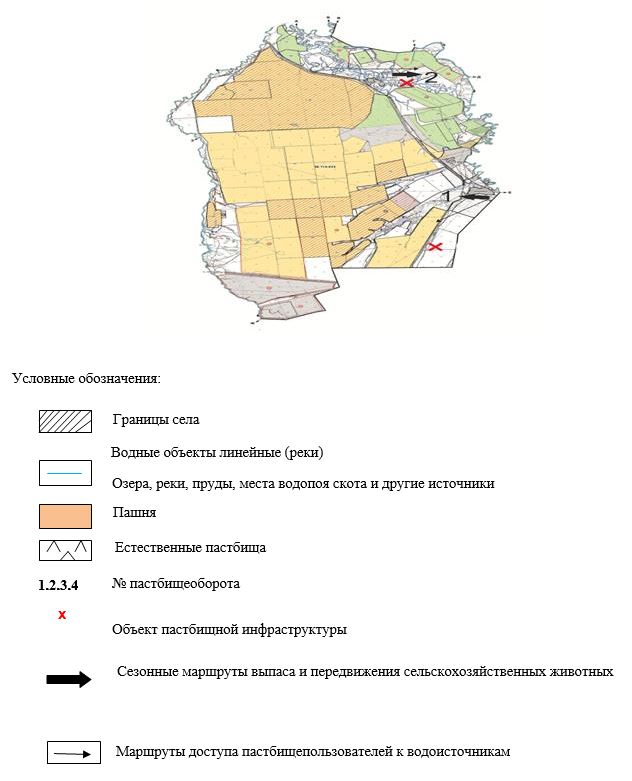 2
1
Условные обозначения:
Границы села
Водные объекты линейные (реки)
Озера, реки, пруды, места водопоя скота и другие источники
Пашня
Естественные пастбища
1.2.3.4 № пастбищеоборота
х
Объект пастбищной инфраструктуры
Сезонные маршруты выпаса и передвижения сельскохозяйственных животных
Маршруты доступа пастбищепользователей к водоисточникам